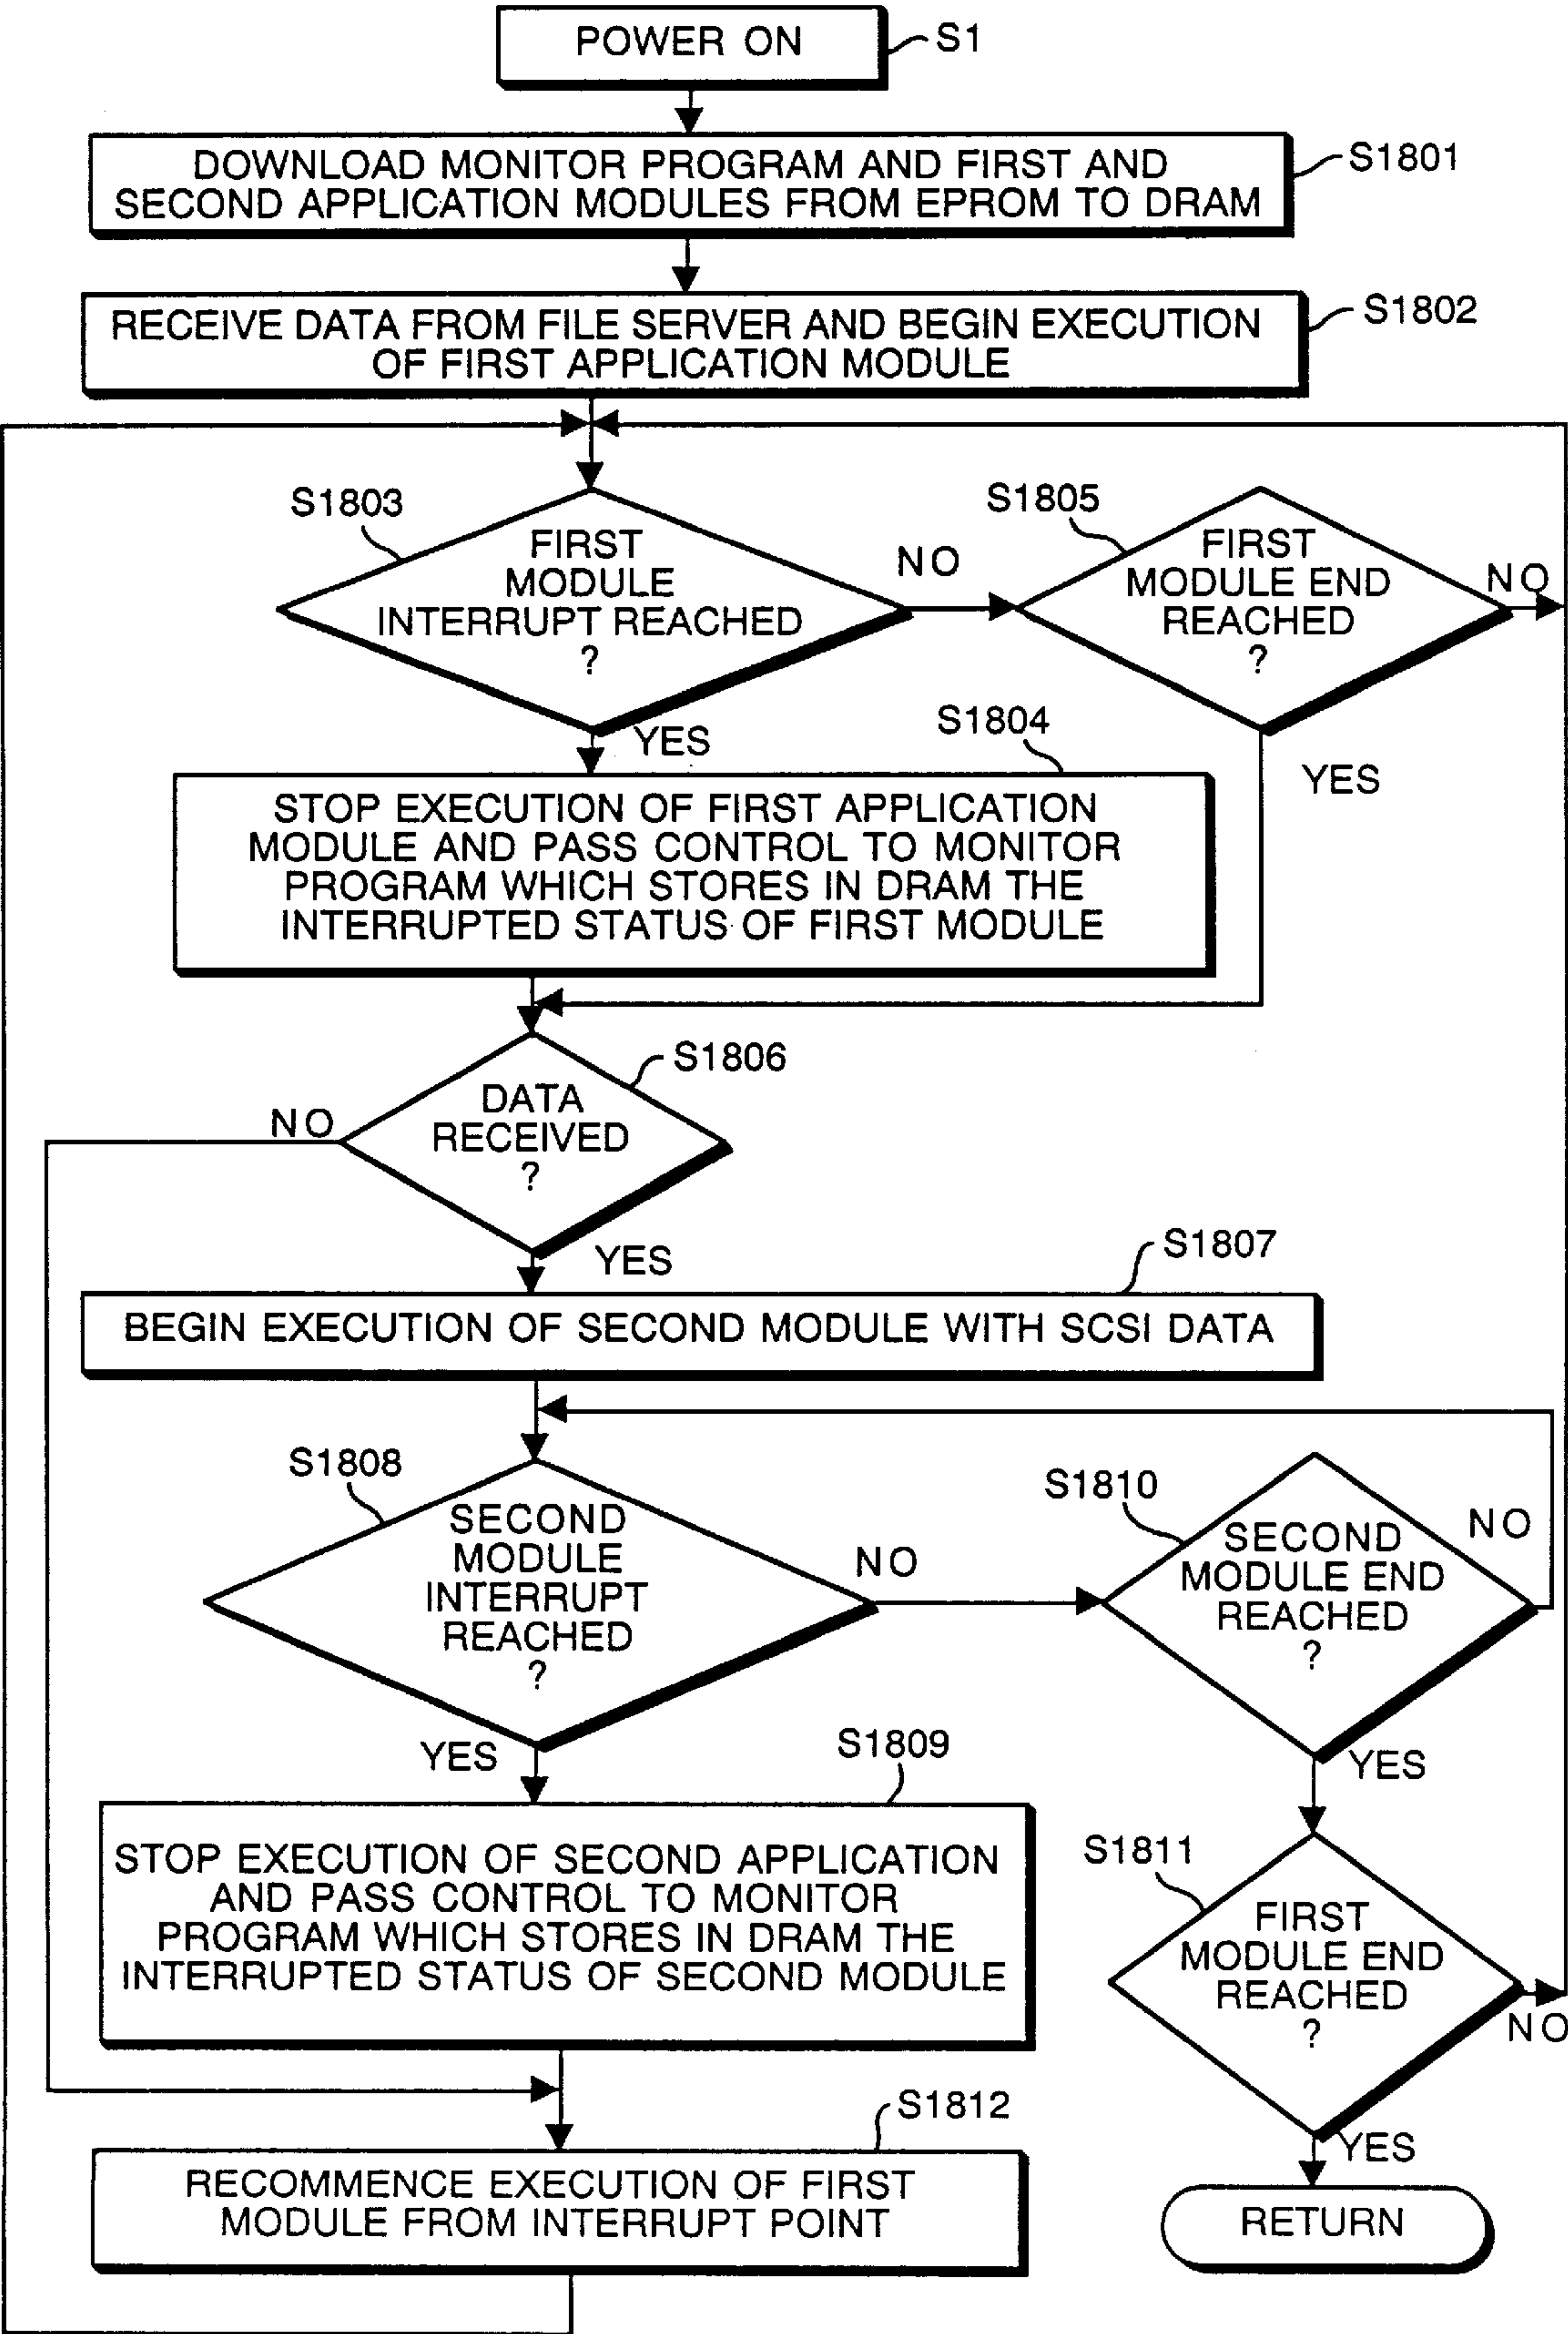 POWER ON
S1
DOWNLOAD MONITOR PROGRAM AND FIRST AND
SECOND APPLICATION MODULES FROM EPROM TO DRAM
S1801
RECEIVE DATA FROM FILE SERVER AND BEGIN EXECUTION
OF FIRST APPLICATION MODULE
S1802
S1803
FIRST
MODULE
INTERRUPT REACHED
?
NO
YES
S1805
FIRST
MODULE END
REACHED
?
NO
YES
S1804
STOP EXECUTION OF FIRST APPLICATION
MODULE AND PASS CONTROL TO MONITOR
PROGRAM WHICH STORES IN DRAM THE
INTERRUPTED STATUS OF FIRST MODULE
S1806
DATA
RECEIVED
?
NO
YES
S1807
BEGIN EXECUTION OF SECOND MODULE WITH SCSI DATA
S1808
SECOND
MODULE
INTERRUPT
REACHED
?
NO
YES
S1810
SECOND
MODULE END
REACHED
?
NO
YES
S1809
STOP EXECUTION OF SECOND APPLICATION
AND PASS CONTROL TO MONITOR
PROGRAM WHICH STORES IN DRAM THE
INTERRUPTED STATUS OF SECOND MODULE
S1811
FIRST
MODULE END
REACHED
?
NO
YES
S1812
RECOMMENCE EXECUTION OF FIRST
MODULE FROM INTERRUPT POINT
RETURN